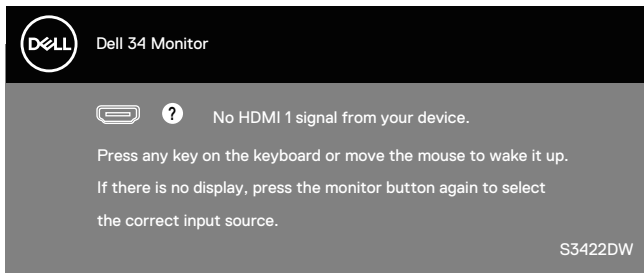 DELL
Dell 34 Monitor
? No HDMI 1 signal from your device.
Press any key on the keyboard or move the mouse to wake it up.
If there is no display, press the monitor button again to select
the correct input source.
S3422DW